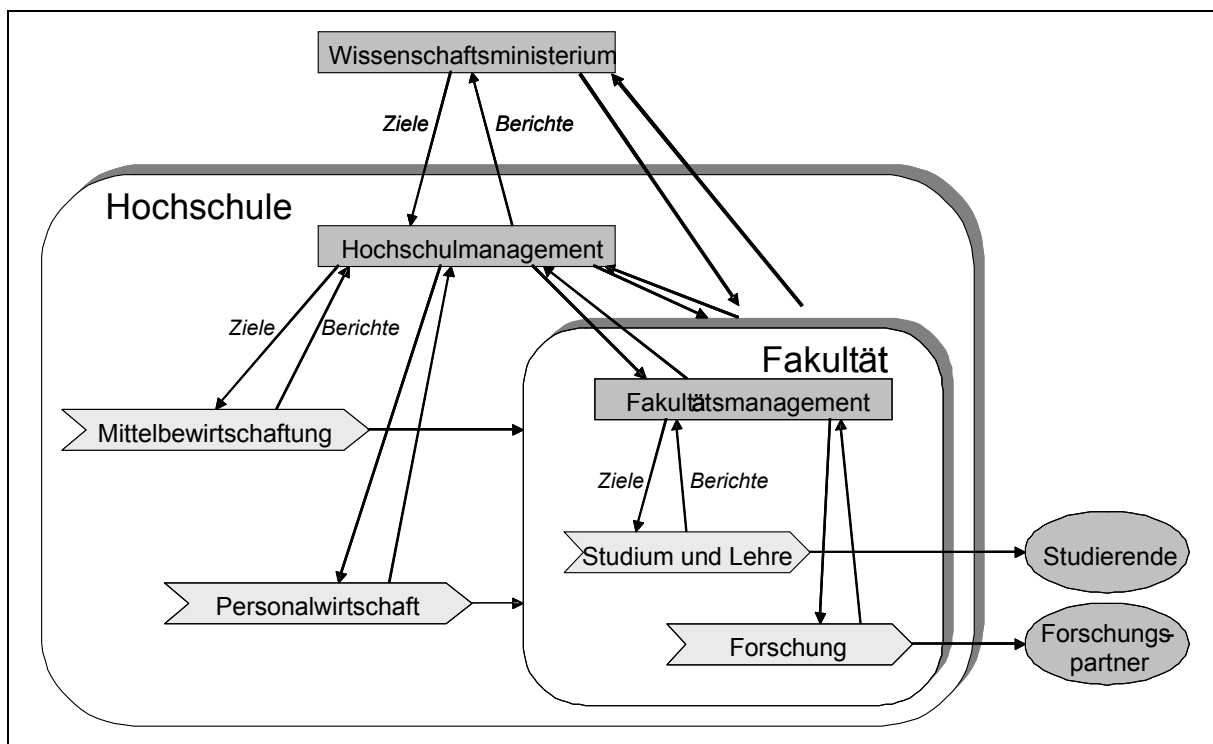 Wissenschaftsministerium
Ziele
Berichte
Hochschule
Hochschulmanagement
Ziele
Berichte
Fakultät
Fakultätsmanagement
Mittelbewirtschaftung
Ziele
Berichte
Studium und Lehre
Studierende
Personalwirtschaft
Forschung
Forschungs-
partner